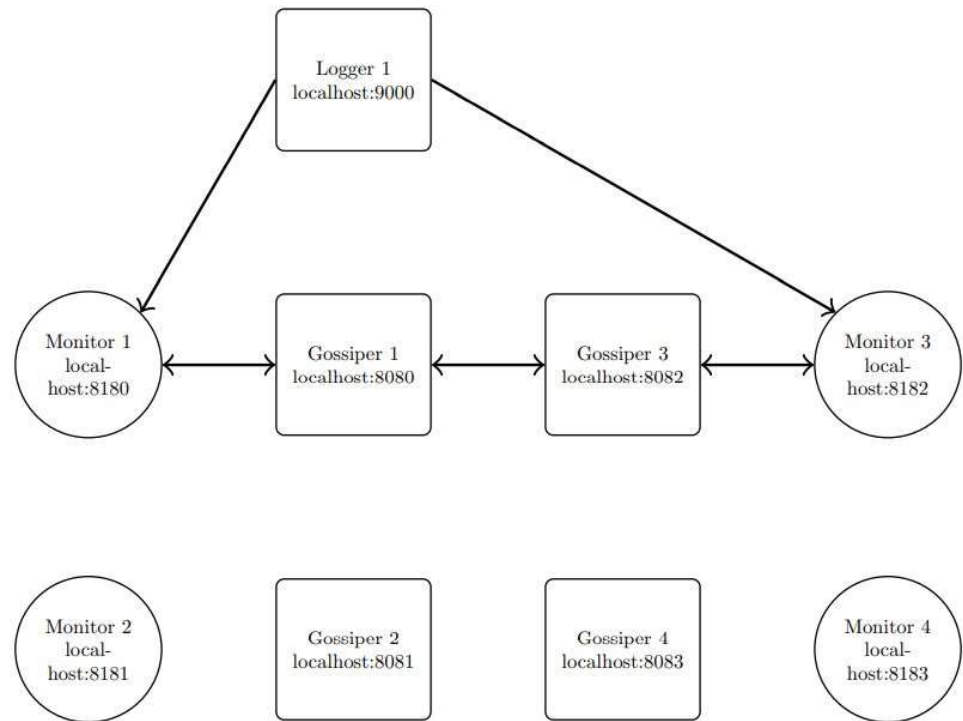 Logger 1
localhost:9000
Monitor 1
local-
host:8180
Gossiper 1
localhost:8080
Gossiper 3
localhost:8082
Monitor 3
local-
host:8182
Monitor 2
local-
host:8181
Gossiper 2
localhost:8081
Gossiper 4
localhost:8083
Monitor 4
local-
host:8183